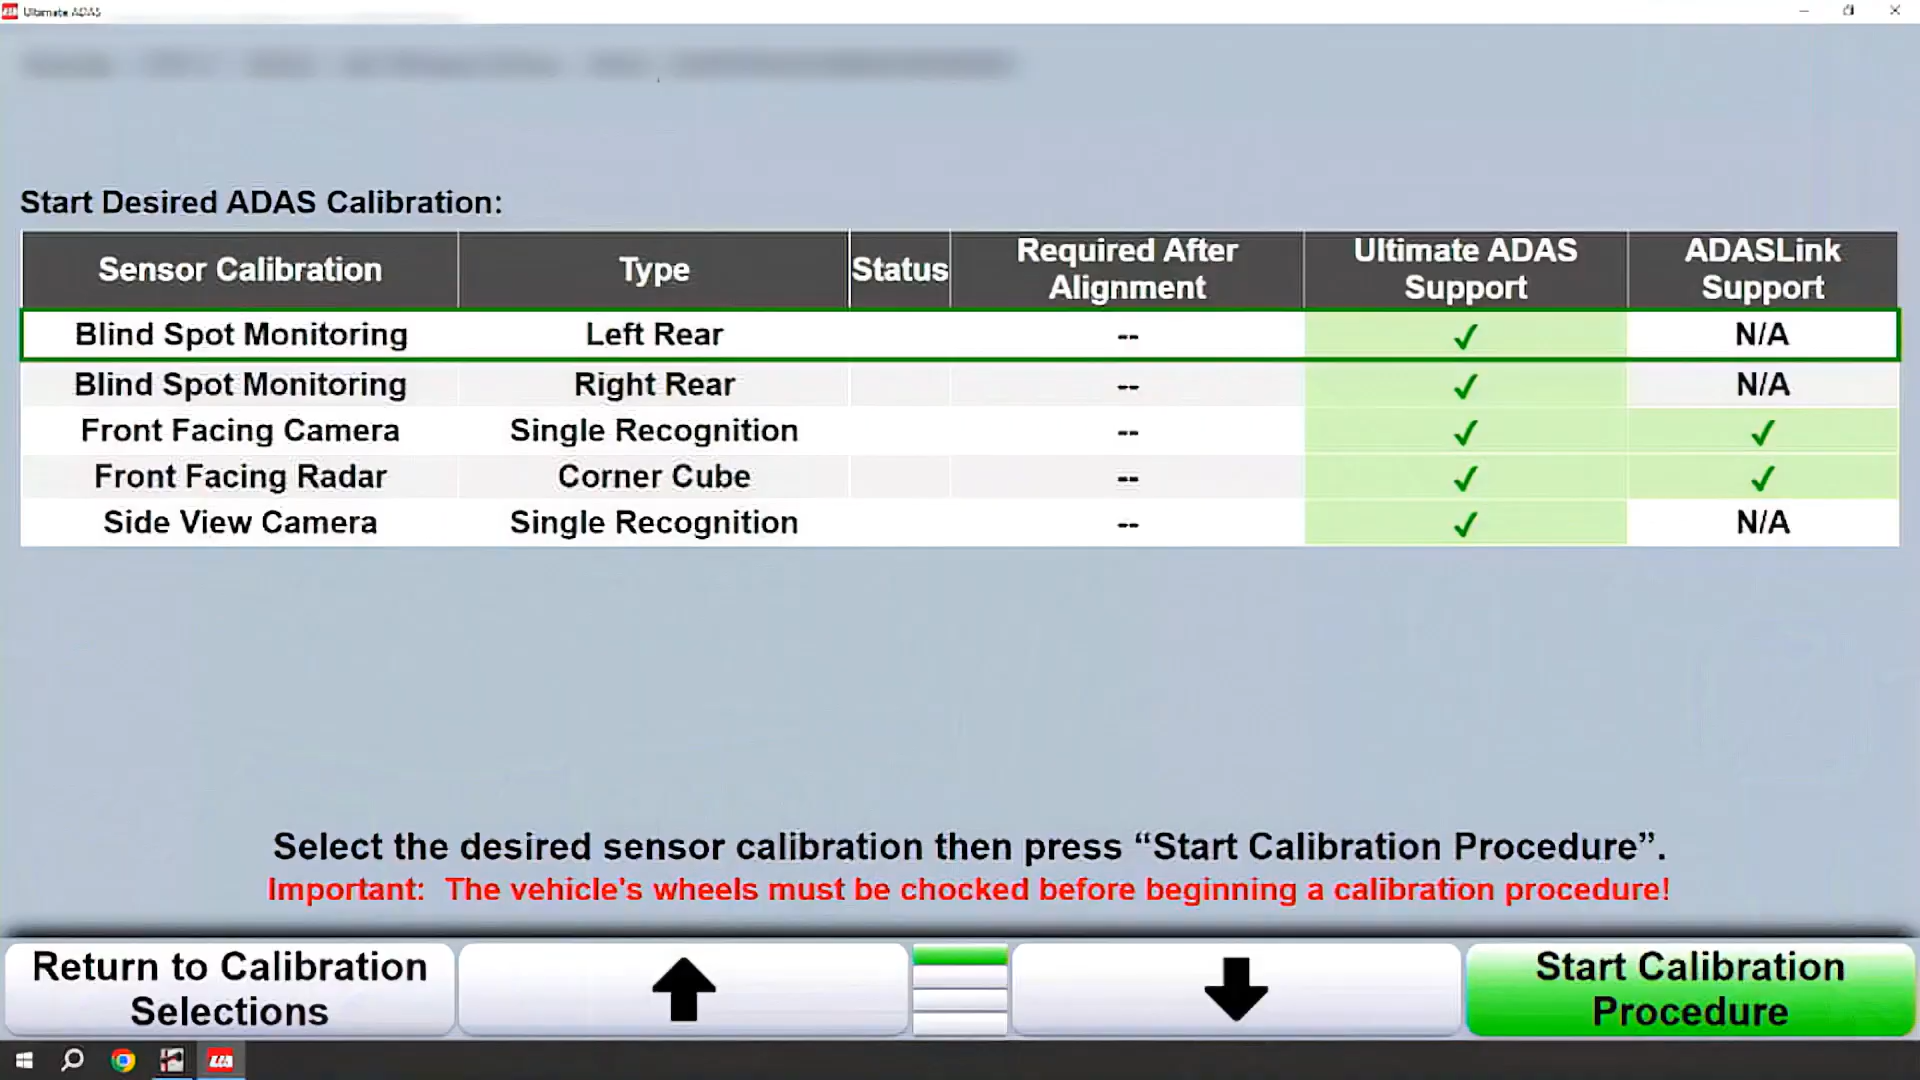 Ultimate ADAS
Start Desired ADAS Calibration:
Sensor Calibration Type Status Required After Alignment Ultimate ADAS Support ADASLink Support
Blind Spot Monitoring Left Rear -- ✓ N/A
Blind Spot Monitoring Right Rear -- ✓ N/A
Front Facing Camera Single Recognition -- ✓ ✓
Front Facing Radar Corner Cube -- ✓ ✓
Side View Camera Single Recognition -- ✓ N/A
Select the desired sensor calibration then press “Start Calibration Procedure”.
Important: The vehicle's wheels must be chocked before beginning a calibration procedure!
Return to Calibration Selections
Start Calibration Procedure